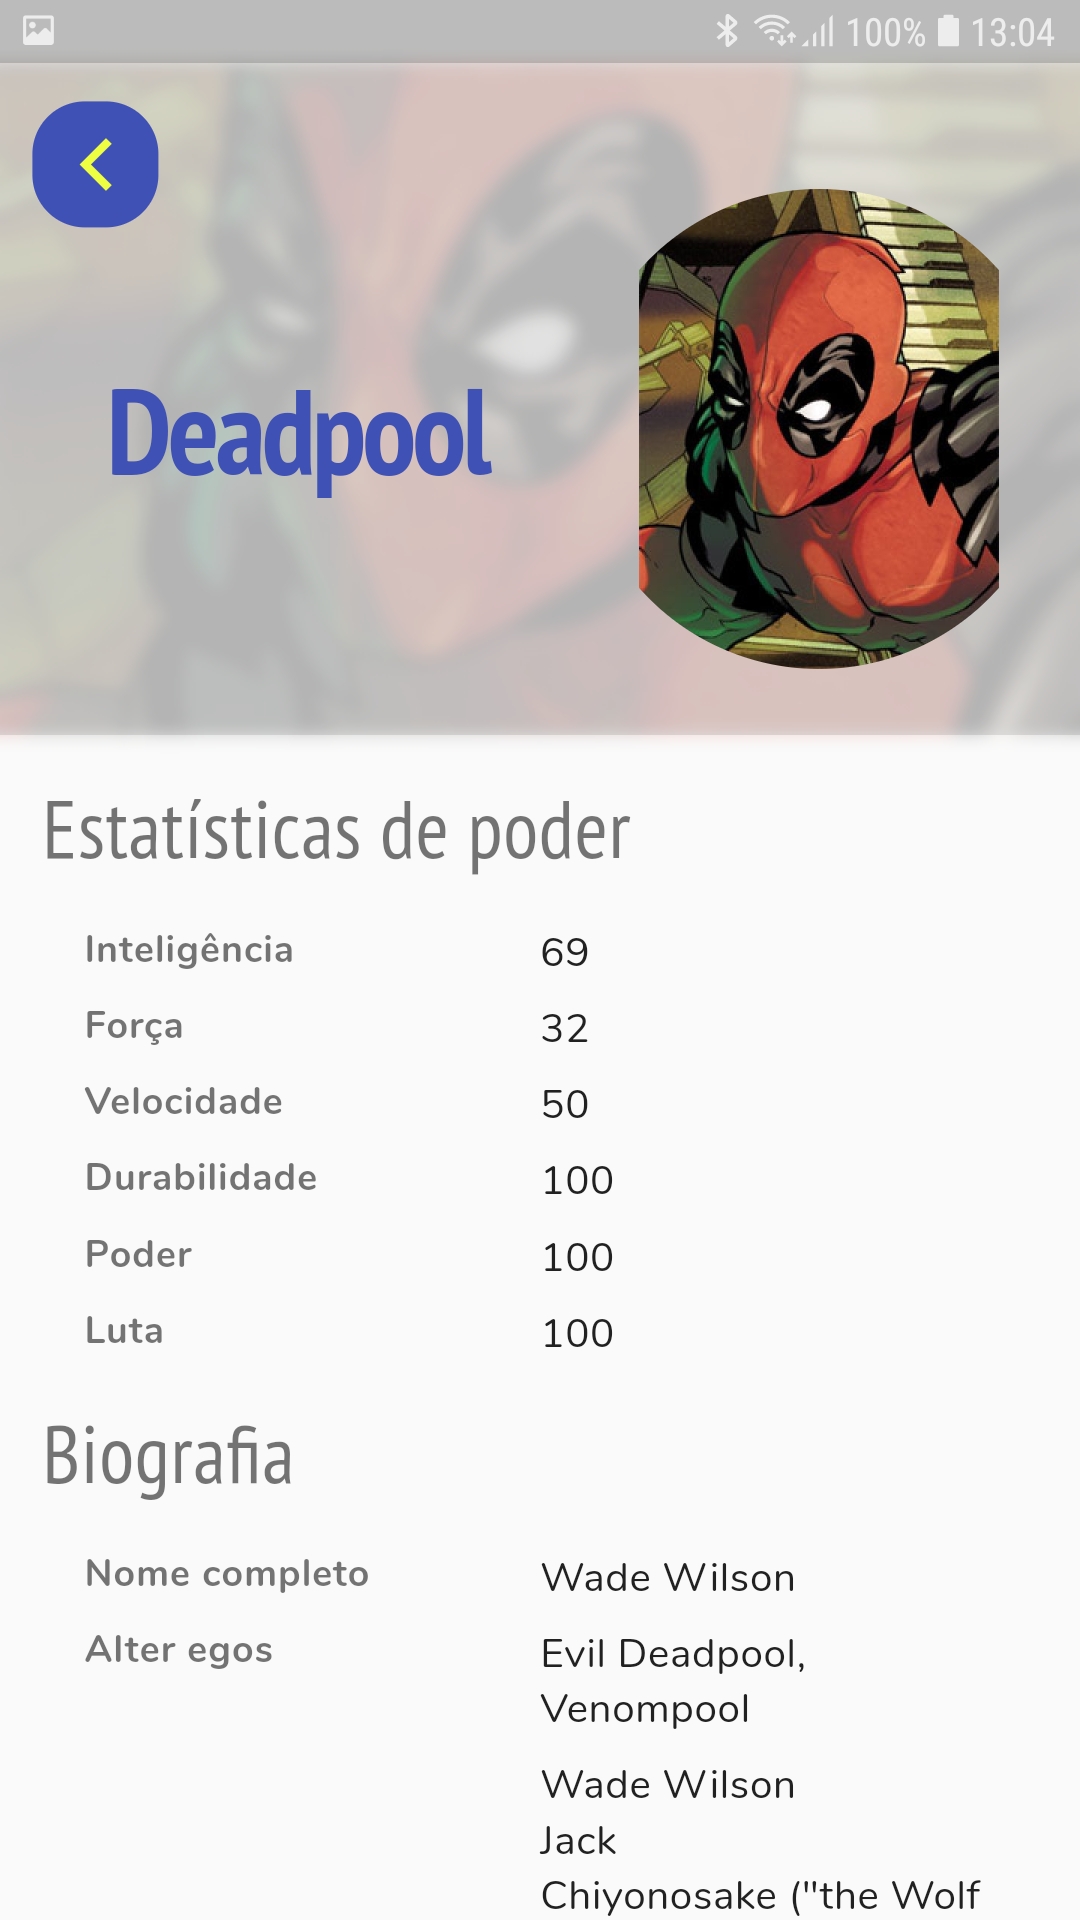 100% 13:04
Deadpool
Estatísticas de poder
Inteligência 69
Força 32
Velocidade 50
Durabilidade 100
Poder 100
Luta 100
Biografia
Nome completo Wade Wilson
Alter egos Evil Deadpool,
Venompool
Wade Wilson
Jack
Chiyonosake ("the Wolf